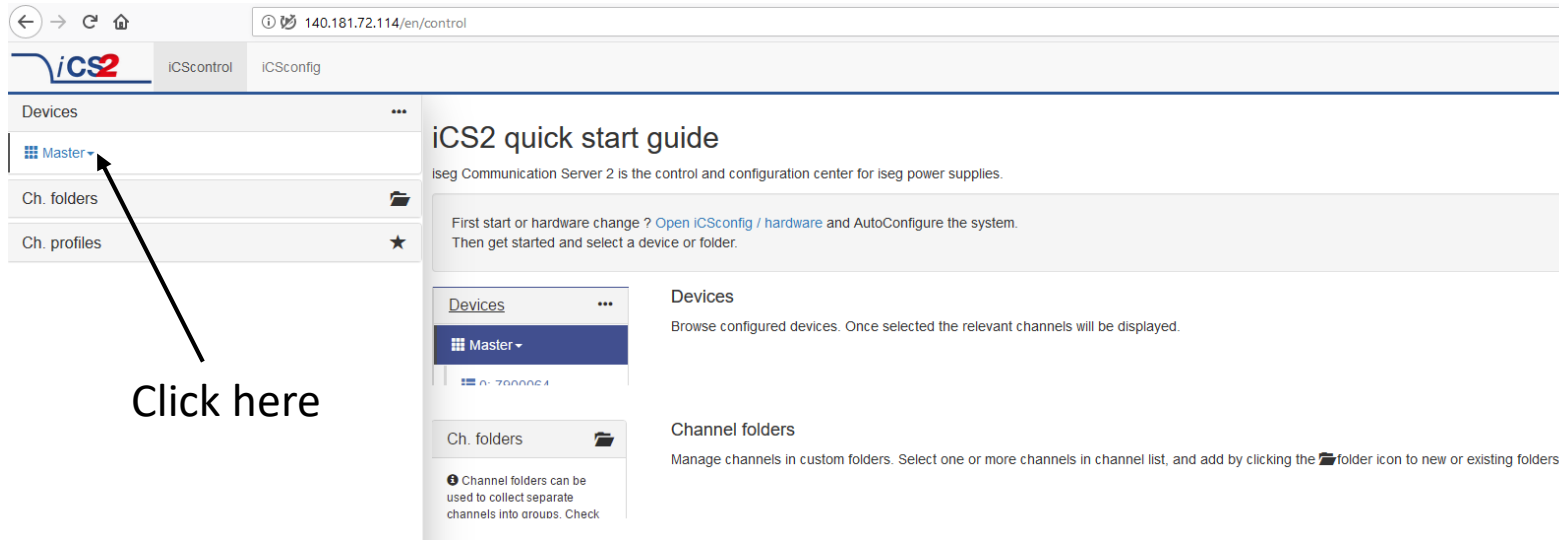 140.181.72.114/en/control
iCS2
iCScontrol
iCSconfig
Devices
Master
Ch. folders
Ch. profiles
Click here
iCS2 quick start guide
iseg Communication Server 2 is the control and configuration center for iseg power supplies.
First start or hardware change ? Open iCSconfig / hardware and AutoConfigure the system.
Then get started and select a device or folder.
Devices
Master
0: 7900064
Devices
Browse configured devices. Once selected the relevant channels will be displayed.
Ch. folders
Channel folders can be
used to collect separate
channels into groups. Check
Channel folders
Manage channels in custom folders. Select one or more channels in channel list, and add by clicking the folder icon to new or existing folders